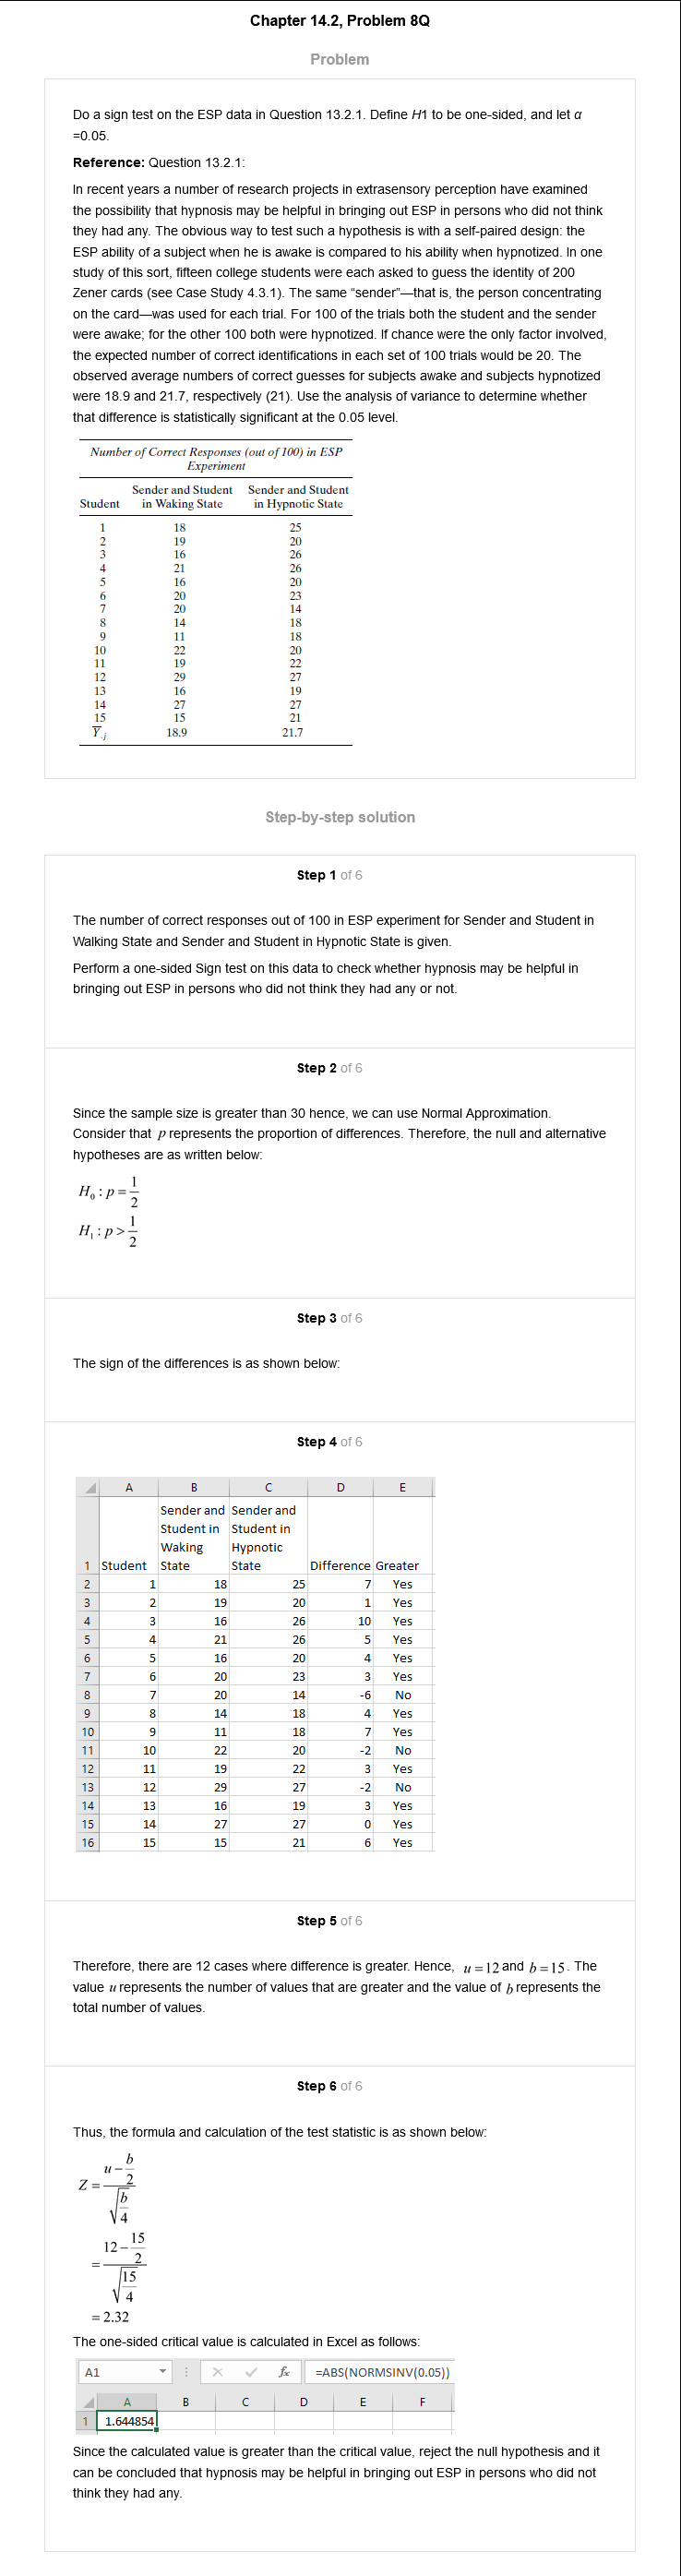 Chapter 14.2, Problem 8Q
Problem
Do a sign test on the ESP data in Question 13.2.1. Define H1 to be one-sided, and let α
=0.05.
Reference: Question 13.2.1:
In recent years a number of research projects in extrasensory perception have examined
the possibility that hypnosis may be helpful in bringing out ESP in persons who did not think
they had any. The obvious way to test such a hypothesis is with a self-paired design: the
ESP ability of a subject when he is awake is compared to his ability when hypnotized. In one
study of this sort, fifteen college students were each asked to guess the identity of 200
Zener cards (see Case Study 4.3.1). The same “sender”—that is, the person concentrating
on the card—was used for each trial. For 100 of the trials both the student and the sender
were awake; for the other 100 both were hypnotized. If chance were the only factor involved,
the expected number of correct identifications in each set of 100 trials would be 20. The
observed average numbers of correct guesses for subjects awake and subjects hypnotized
were 18.9 and 21.7, respectively (21). Use the analysis of variance to determine whether
that difference is statistically significant at the 0.05 level.
Number of Correct Responses (out of 100) in ESP
Experiment
Sender and Student Sender and Student
Student in Waking State in Hypnotic State
1 18 25
2 19 20
3 16 26
4 21 26
5 16 20
6 20 23
7 20 14
8 14 18
9 11 18
10 22 20
11 19 22
12 29 27
13 16 19
14 27 27
15 15 21
Y̅.j 18.9 21.7
Step-by-step solution
Step 1 of 6
The number of correct responses out of 100 in ESP experiment for Sender and Student in
Walking State and Sender and Student in Hypnotic State is given.
Perform a one-sided Sign test on this data to check whether hypnosis may be helpful in
bringing out ESP in persons who did not think they had any or not.
Step 2 of 6
Since the sample size is greater than 30 hence, we can use Normal Approximation.
Consider that p represents the proportion of differences. Therefore, the null and alternative
hypotheses are as written below:
H₀ : p = 1/2
H₁ : p > 1/2
Step 3 of 6
The sign of the differences is as shown below:
Step 4 of 6
A B C D E
Sender and Sender and
Student in Student in
Waking Hypnotic
1 Student State State Difference Greater
2 1 18 25 7 Yes
3 2 19 20 1 Yes
4 3 16 26 10 Yes
5 4 21 26 5 Yes
6 5 16 20 4 Yes
7 6 20 23 3 Yes
8 7 20 14 -6 No
9 8 14 18 4 Yes
10 9 11 18 7 Yes
11 10 22 20 -2 No
12 11 19 22 3 Yes
13 12 29 27 -2 No
14 13 16 19 3 Yes
15 14 27 27 0 Yes
16 15 15 21 6 Yes
Step 5 of 6
Therefore, there are 12 cases where difference is greater. Hence, u = 12 and b = 15. The
value u represents the number of values that are greater and the value of b represents the
total number of values.
Step 6 of 6
Thus, the formula and calculation of the test statistic is as shown below:
Z = (u − b/2) / √(b/4)
= (12 − 15/2) / √(15/4)
= 2.32
The one-sided critical value is calculated in Excel as follows:
A1 fx =ABS(NORMSINV(0.05))
A B C D E F
1 1.644854
Since the calculated value is greater than the critical value, reject the null hypothesis and it
can be concluded that hypnosis may be helpful in bringing out ESP in persons who did not
think they had any.